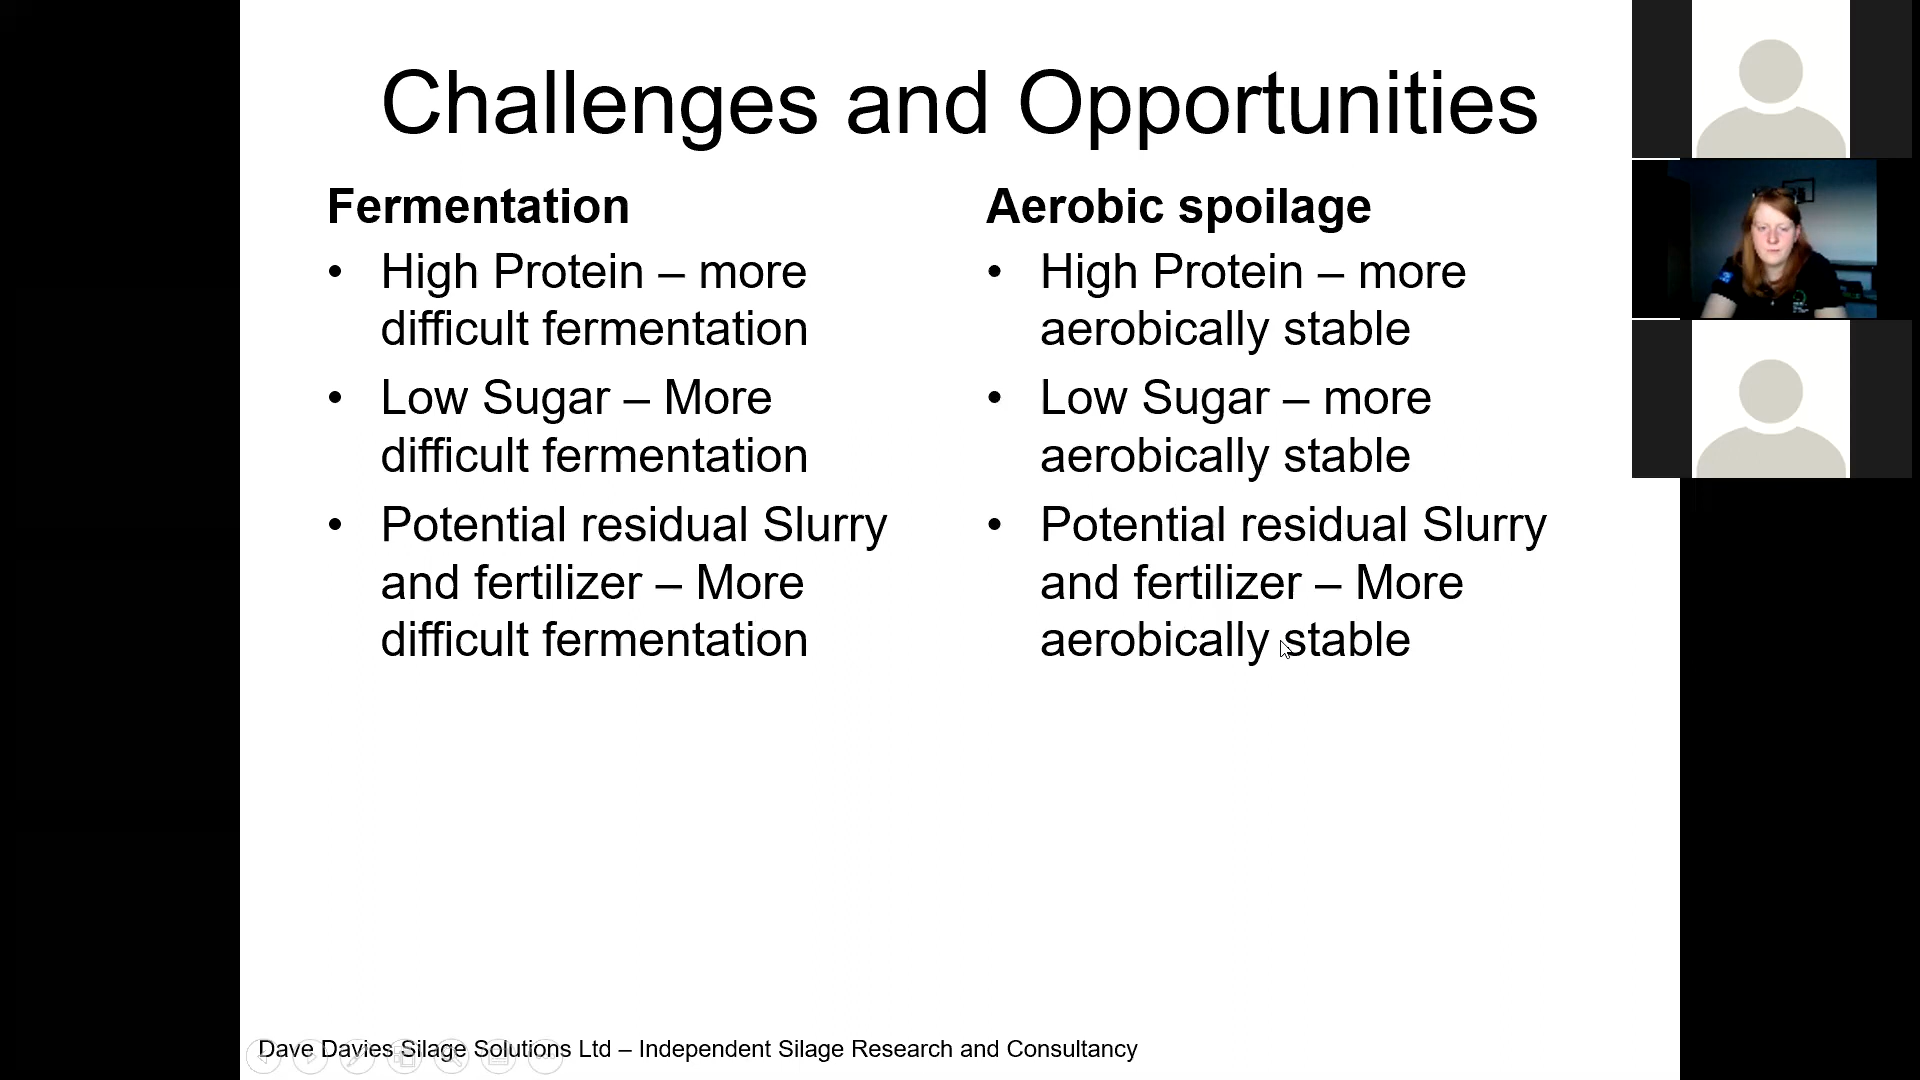 Challenges and Opportunities
Fermentation
• High Protein – more
difficult fermentation
• Low Sugar – More
difficult fermentation
• Potential residual Slurry
and fertilizer – More
difficult fermentation
Aerobic spoilage
• High Protein – more
aerobically stable
• Low Sugar – more
aerobically stable
• Potential residual Slurry
and fertilizer – More
aerobically stable
Dave Davies Silage Solutions Ltd – Independent Silage Research and Consultancy